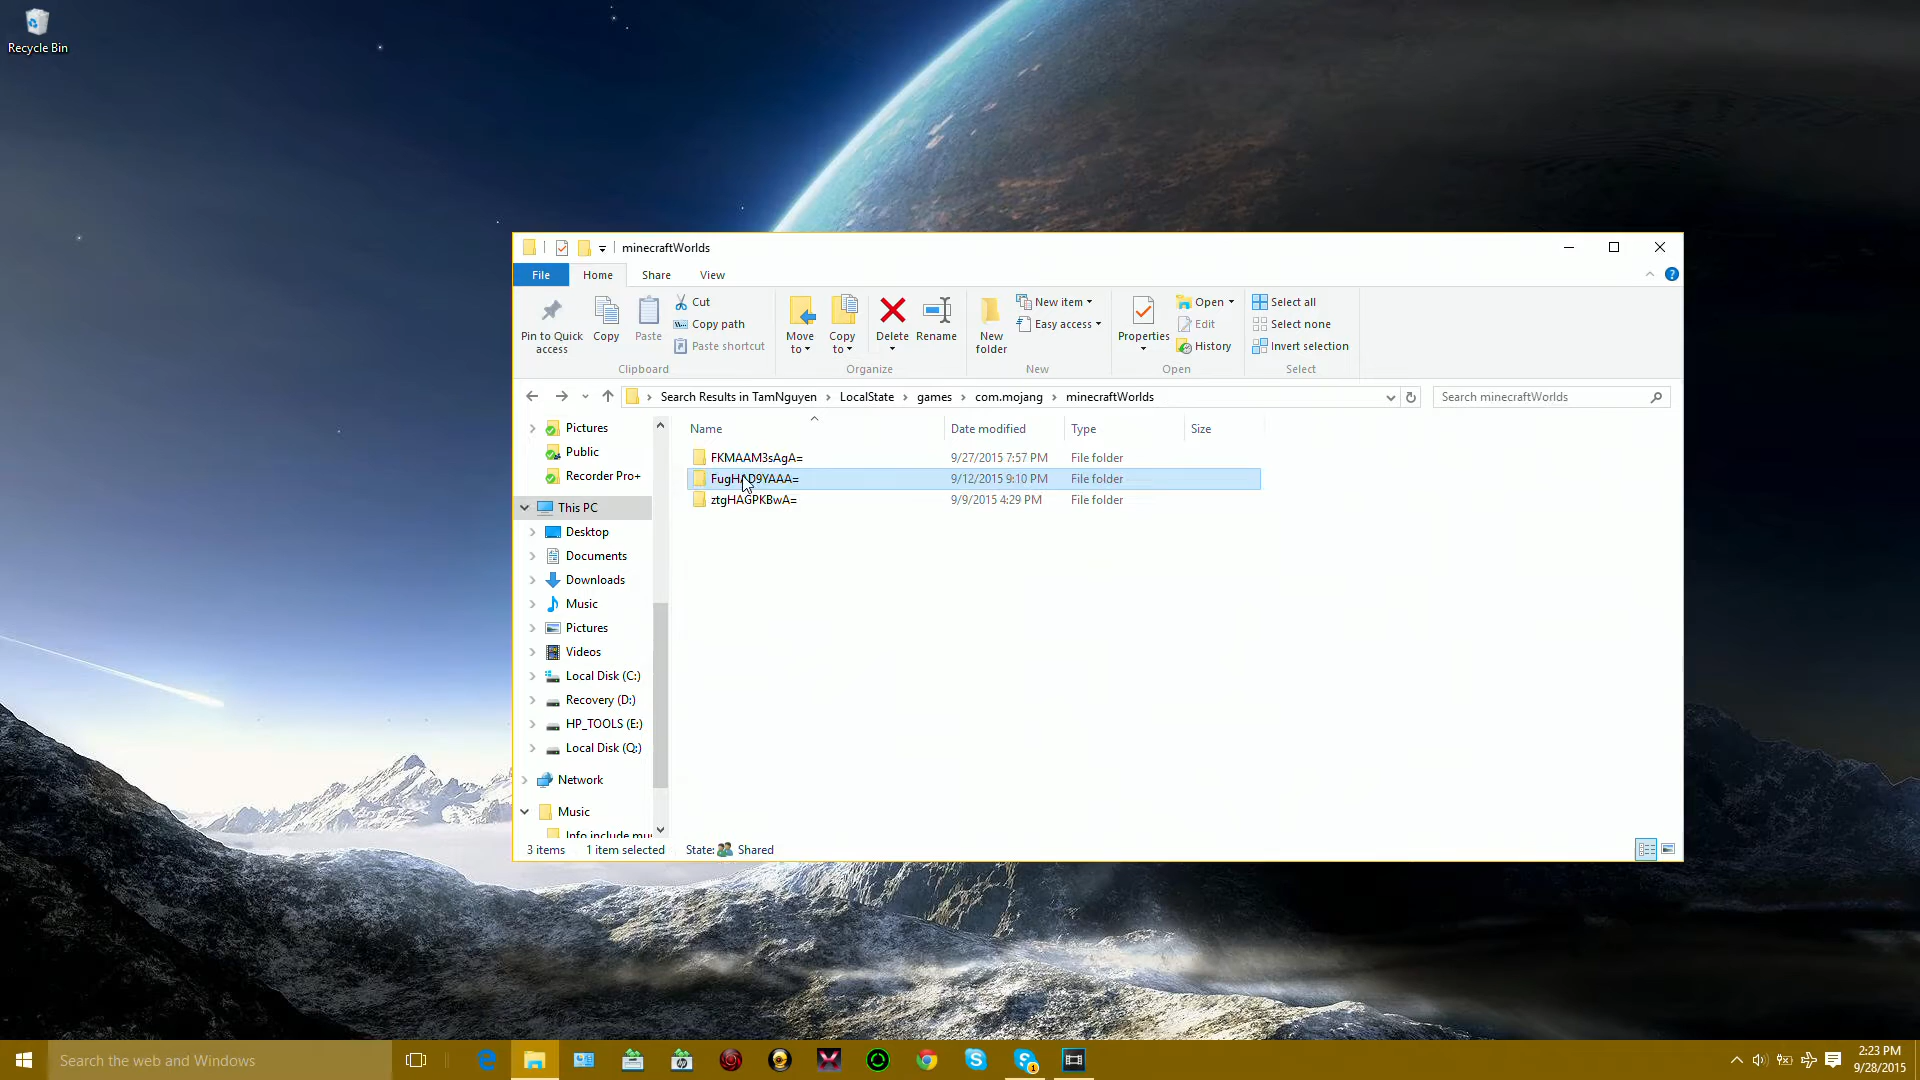 Recycle Bin
minecraftWorlds
File Home Share View
Pin to Quick access
Copy
Paste
Cut
Copy path
Paste shortcut
Clipboard
Move to
Copy to
Delete
Rename
Organize
New folder
New item
Easy access
New
Properties
Open
Edit
History
Open
Select all
Select none
Invert selection
Select
Search Results in TamNguyen LocalState games com.mojang minecraftWorlds
Search minecraftWorlds
Pictures
Public
Recorder Pro+
This PC
Desktop
Documents
Downloads
Music
Pictures
Videos
Local Disk (C:)
Recovery (D:)
HP_TOOLS (E:)
Local Disk (Q:)
Network
Music
Name Date modified Type Size
FKMAAM3sAgA= 9/27/2015 7:57 PM File folder
FugHAD9YAAA= 9/12/2015 9:10 PM File folder
ztgHAGPKBwA= 9/9/2015 4:29 PM File folder
3 items 1 item selected State: Shared
Search the web and Windows
2:23 PM
9/28/2015